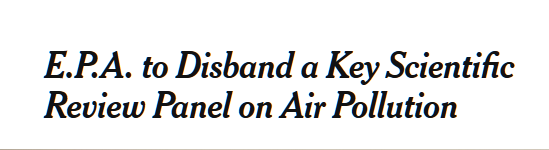 E.P.A. to Disband a Key Scientific
Review Panel on Air Pollution